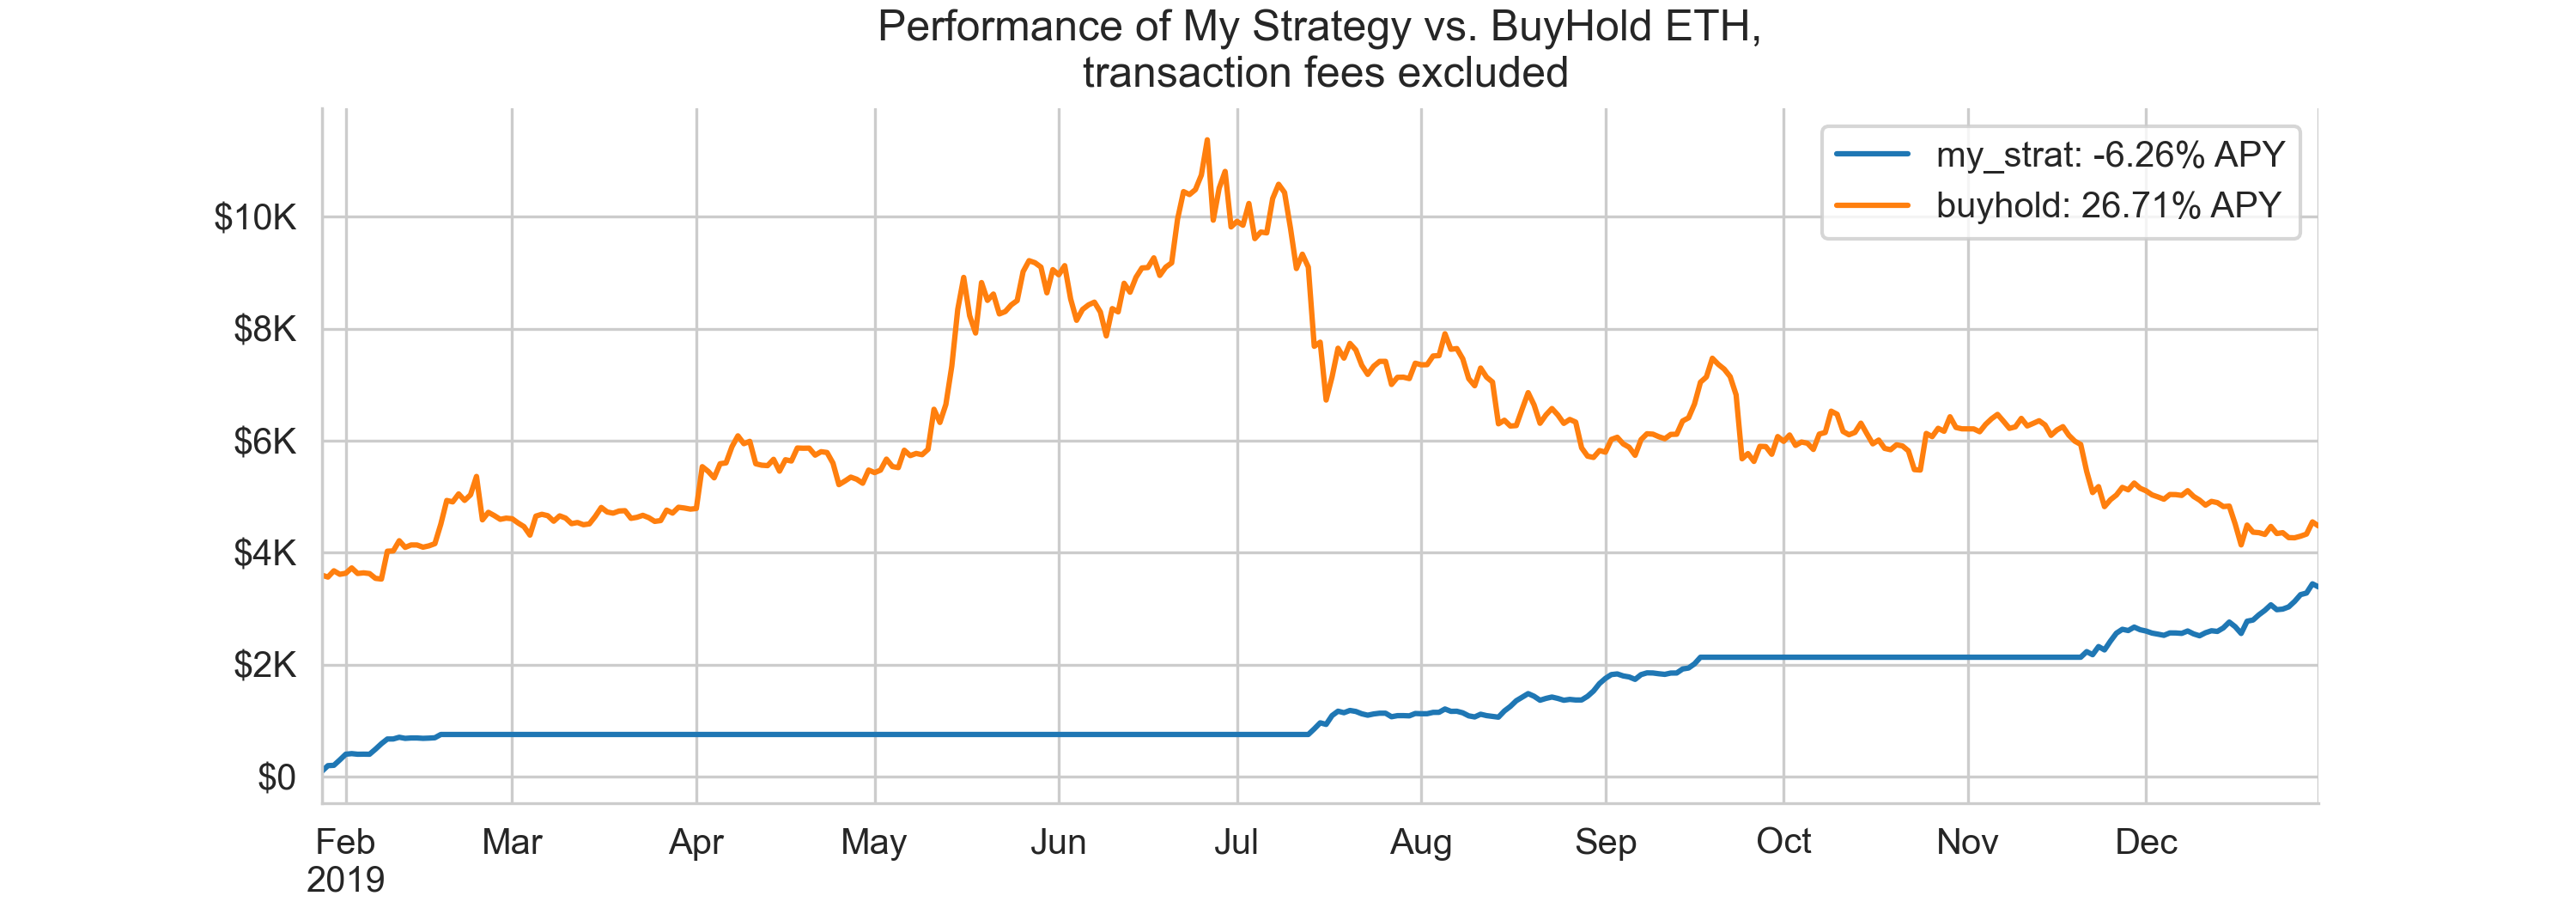 Performance of My Strategy vs. BuyHold ETH,
transaction fees excluded
my_strat: -6.26% APY
buyhold: 26.71% APY
$10K
$8K
$6K
$4K
$2K
$0
Feb Mar Apr May Jun Jul Aug Sep Oct Nov Dec
2019